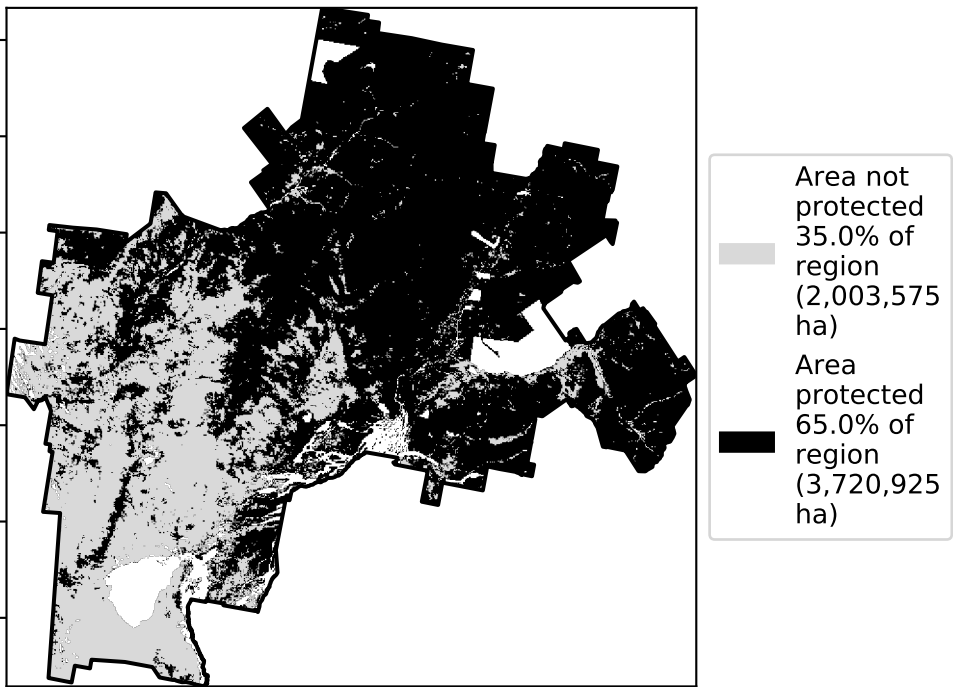 Area not
protected
35.0% of
region
(2,003,575
ha)
Area
protected
65.0% of
region
(3,720,925
ha)